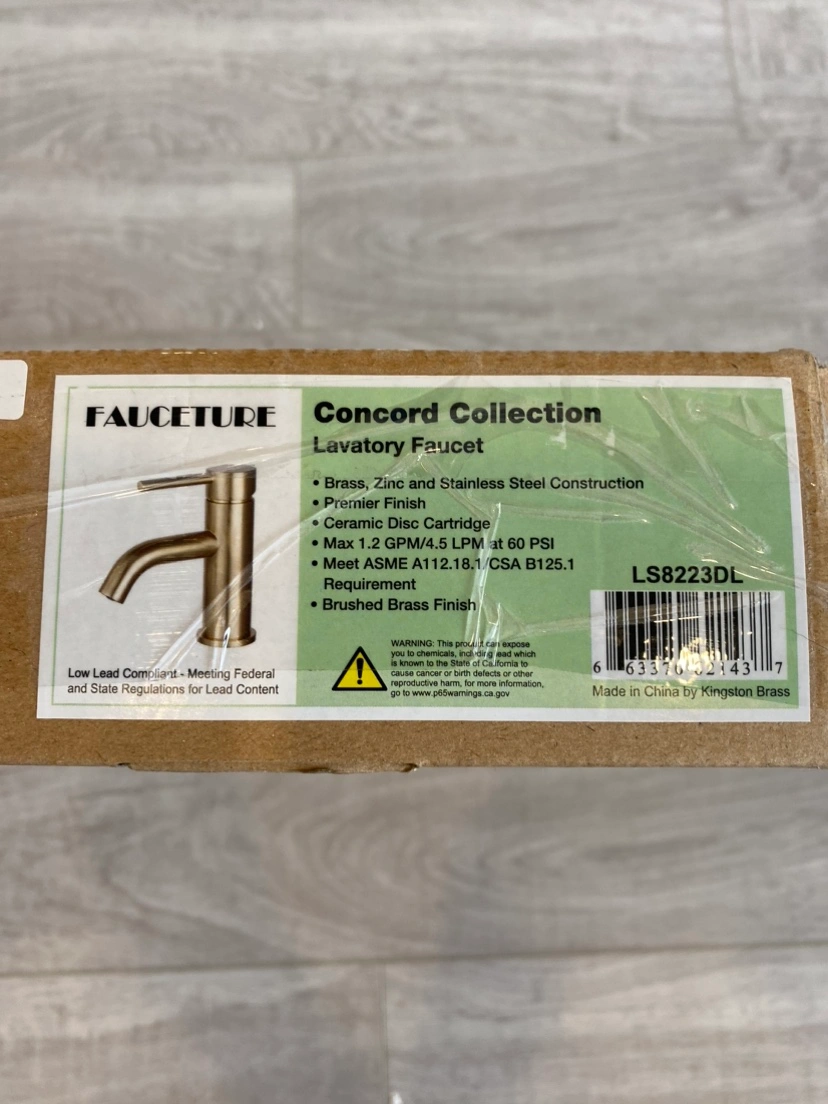 FAUCETURE
Concord Collection
Lavatory Faucet
• Brass, Zinc and Stainless Steel Construction
• Premier Finish
• Ceramic Disc Cartridge
• Max 1.2 GPM/4.5 LPM at 60 PSI
• Meet ASME A112.18.1/CSA B125.1
Requirement
• Brushed Brass Finish
Low Lead Compliant - Meeting Federal
and State Regulations for Lead Content
WARNING: This product can expose
you to chemicals, including lead which
is known to the State of California to
cause cancer or birth defects or other
reproductive harm, for more information,
go to www.p65warnings.ca.gov
LS8223DL
6 63370 02143 7
Made in China by Kingston Brass